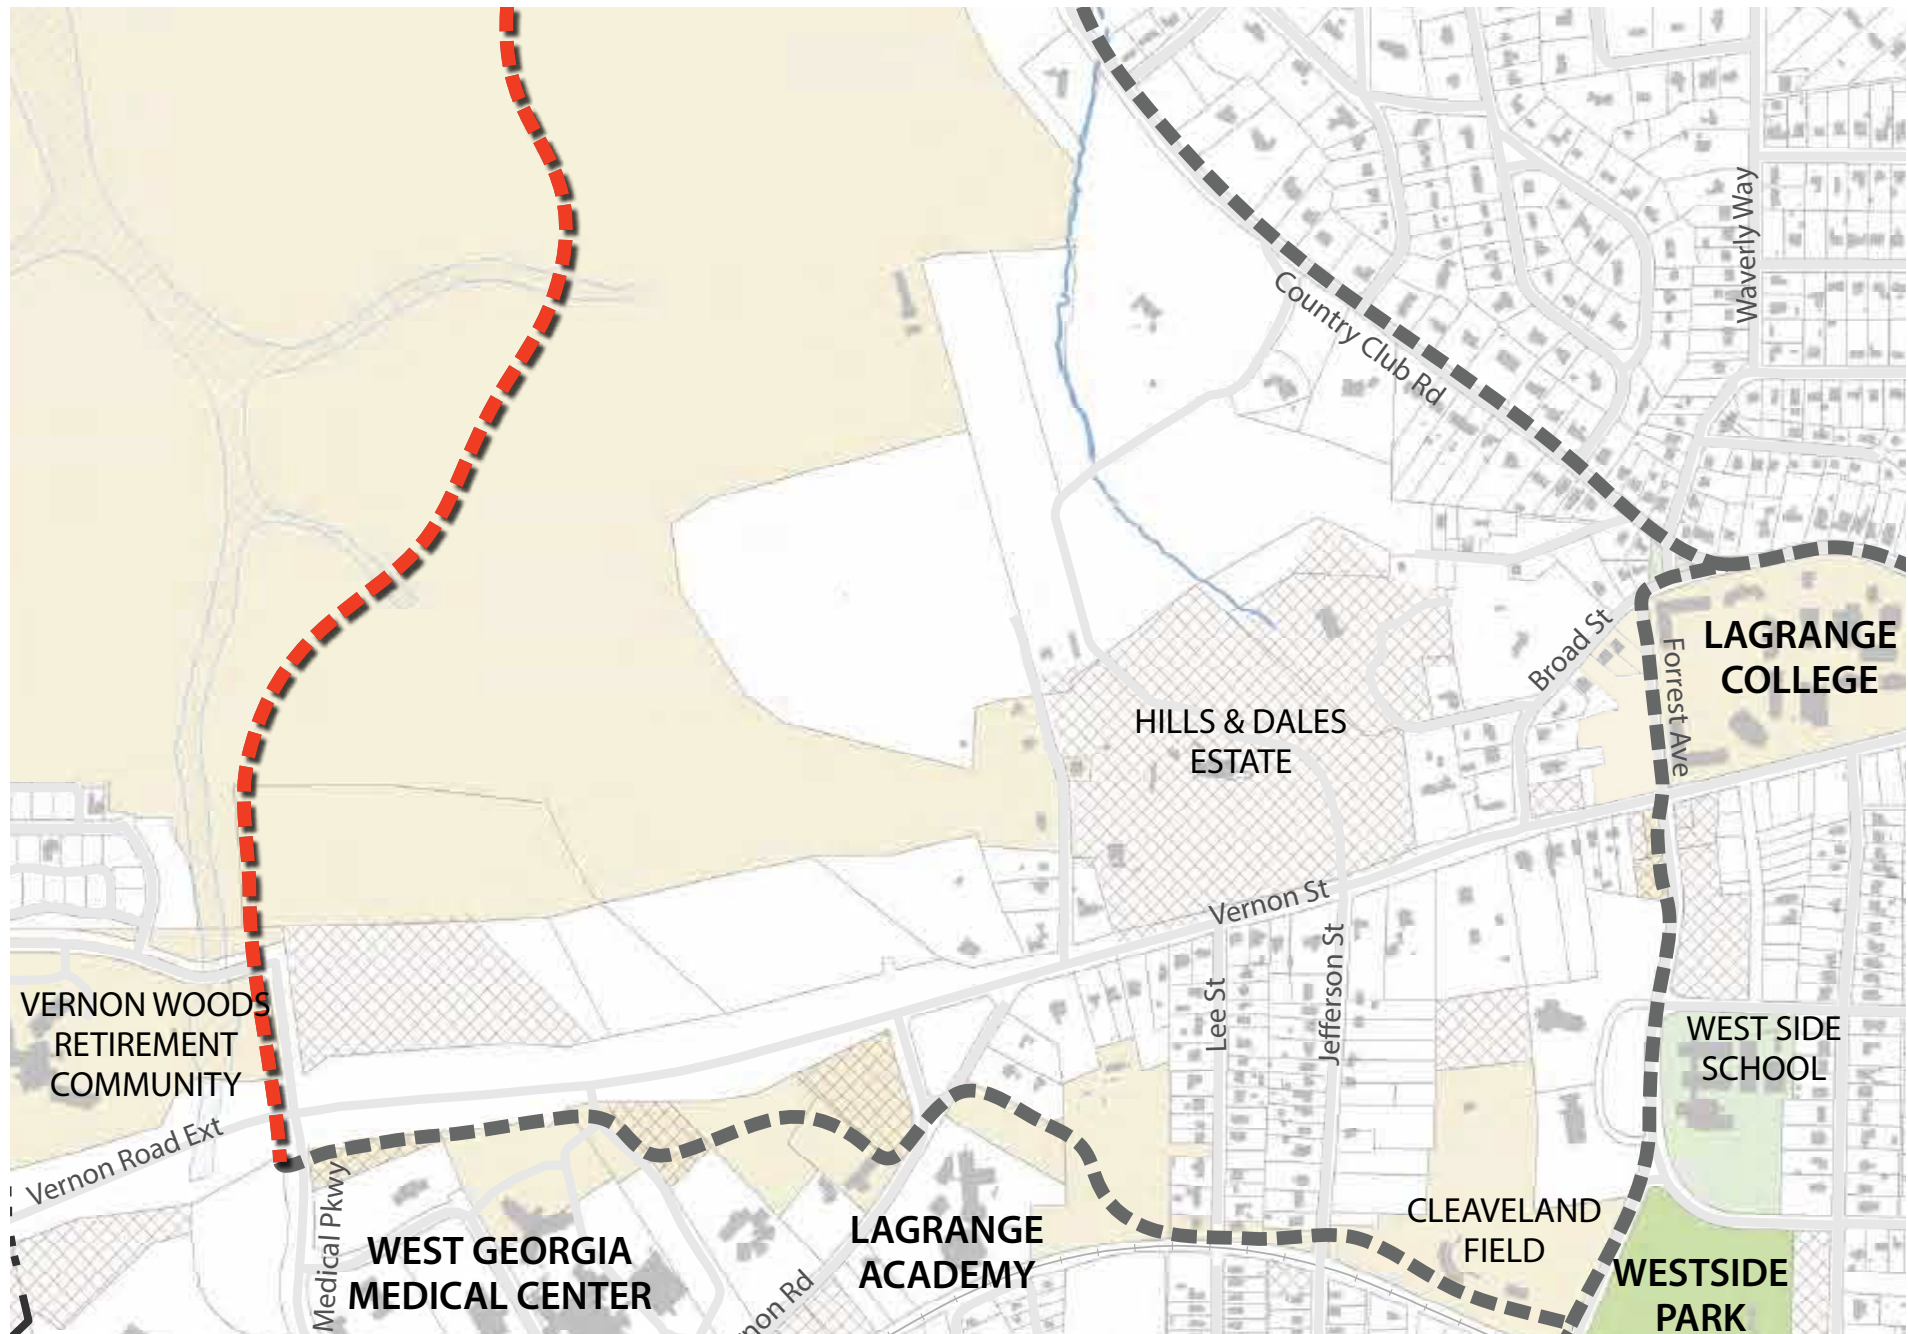 Waverly Way
Country Club Rd
Broad St
Forrest Ave
LAGRANGE
COLLEGE
HILLS & DALES
ESTATE
Vernon St
Lee St
Jefferson St
VERNON WOODS
RETIREMENT
COMMUNITY
WEST SIDE
SCHOOL
Vernon Road Ext
Medical Pkwy
WEST GEORGIA
MEDICAL CENTER
LAGRANGE
ACADEMY
CLEAVELAND
FIELD
WESTSIDE
PARK
non Rd